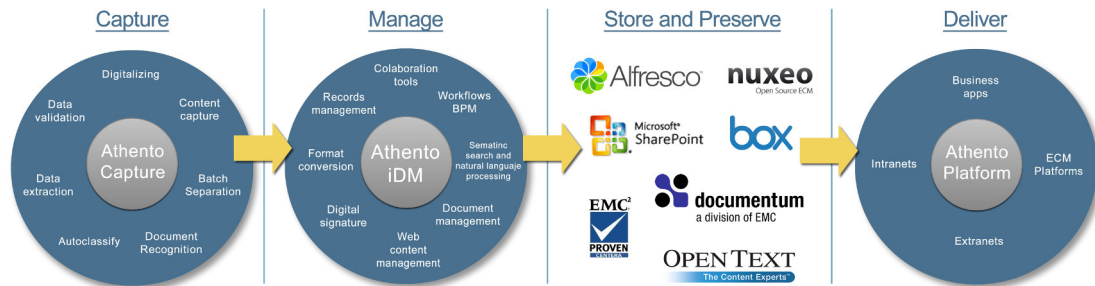 Capture
Digitalizing
Content
capture
Batch
Separation
Document
Recognition
Autoclassify
Data
extraction
Data
validation
Athento
Capture
Manage
Colaboration
tools
Workflows
BPM
Sematinc
search and
natural languaje
processing
Document
management
Web
content
management
Digital
signature
Format
conversion
Records
management
Athento
iDM
Store and Preserve
Alfresco™
nuxeo
Open Source ECM
Microsoft®
SharePoint
box
EMC²
PROVEN
CENTERA
documentum
a division of EMC
OPEN TEXT
The Content Experts™
Deliver
Business
apps
ECM
Platforms
Extranets
Intranets
Athento
Platform